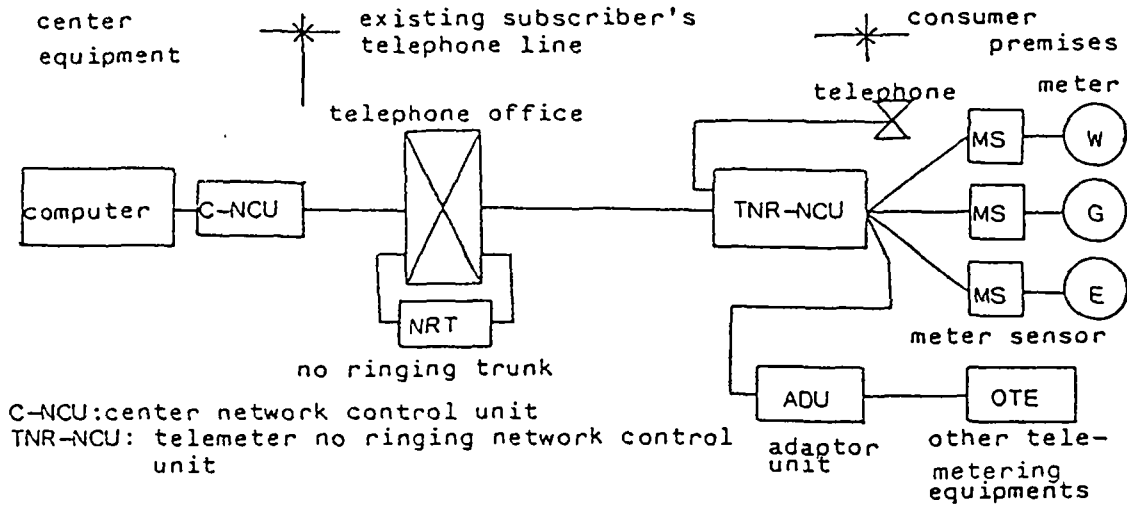 center
equipment
existing subscriber's
telephone line
consumer
premises
telephone office
telephone
meter
computer
C-NCU
TNR-NCU
MS
W
MS
G
MS
E
NRT
meter sensor
no ringing trunk
ADU
OTE
C-NCU:center network control unit
TNR-NCU: telemeter no ringing network control
unit
adaptor
unit
other tele-
metering
equipments